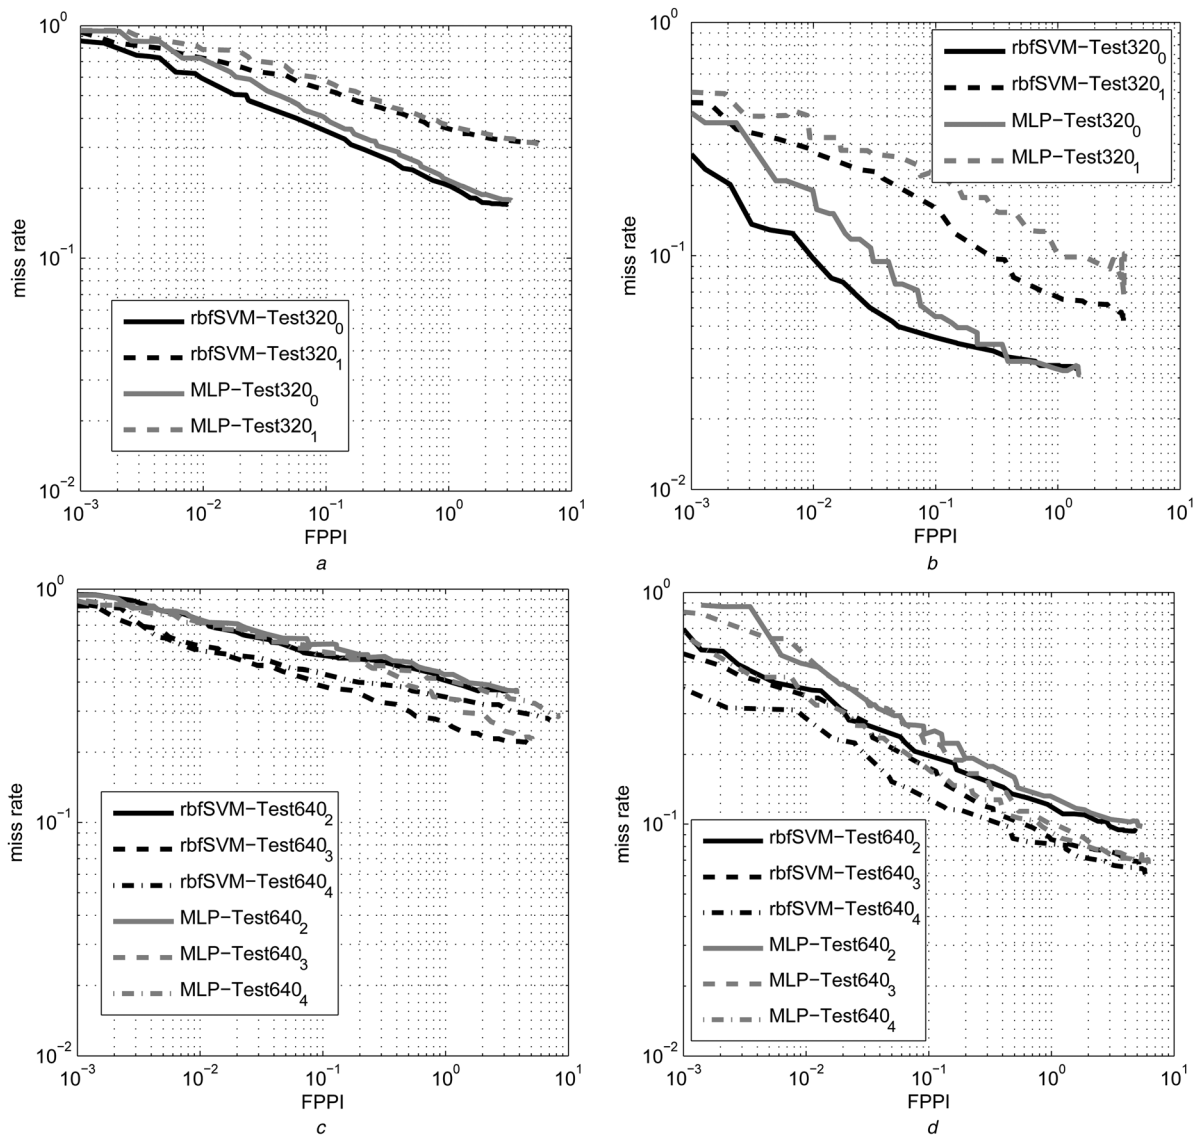 10^0
10^-1
10^-2
miss rate
rbfSVM−Test320_0
rbfSVM−Test320_1
MLP−Test320_0
MLP−Test320_1
10^-3 10^-2 10^-1 10^0 10^1
FPPI
a
10^0
10^-1
10^-2
miss rate
rbfSVM−Test320_0
rbfSVM−Test320_1
MLP−Test320_0
MLP−Test320_1
10^-3 10^-2 10^-1 10^0 10^1
FPPI
b
10^0
10^-1
10^-2
miss rate
rbfSVM−Test640_2
rbfSVM−Test640_3
rbfSVM−Test640_4
MLP−Test640_2
MLP−Test640_3
MLP−Test640_4
10^-3 10^-2 10^-1 10^0 10^1
FPPI
c
10^0
10^-1
10^-2
miss rate
rbfSVM−Test640_2
rbfSVM−Test640_3
rbfSVM−Test640_4
MLP−Test640_2
MLP−Test640_3
MLP−Test640_4
10^-3 10^-2 10^-1 10^0 10^1
FPPI
d